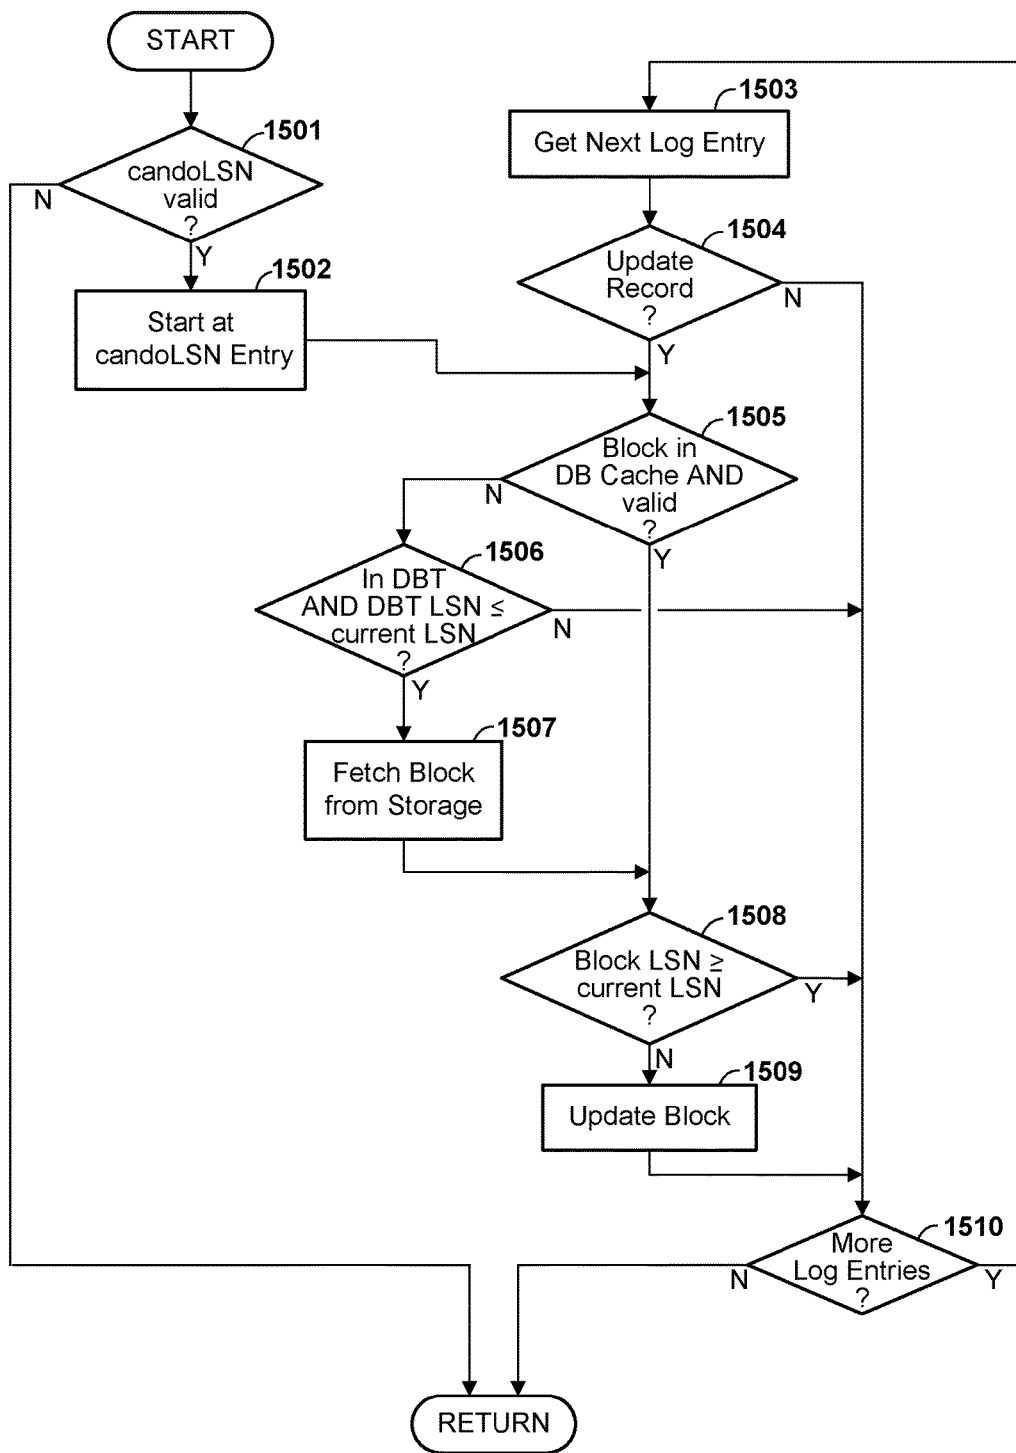 START
1501
candoLSN
valid
?
N
Y
1502
Start at
candoLSN Entry
1503
Get Next Log Entry
1504
Update
Record
?
N
Y
1505
Block in
DB Cache AND
valid
?
N
Y
1506
In DBT
AND DBT LSN ≤
current LSN
?
N
Y
1507
Fetch Block
from Storage
1508
Block LSN ≥
current LSN
?
Y
N
1509
Update Block
1510
More
Log Entries
?
N
Y
RETURN